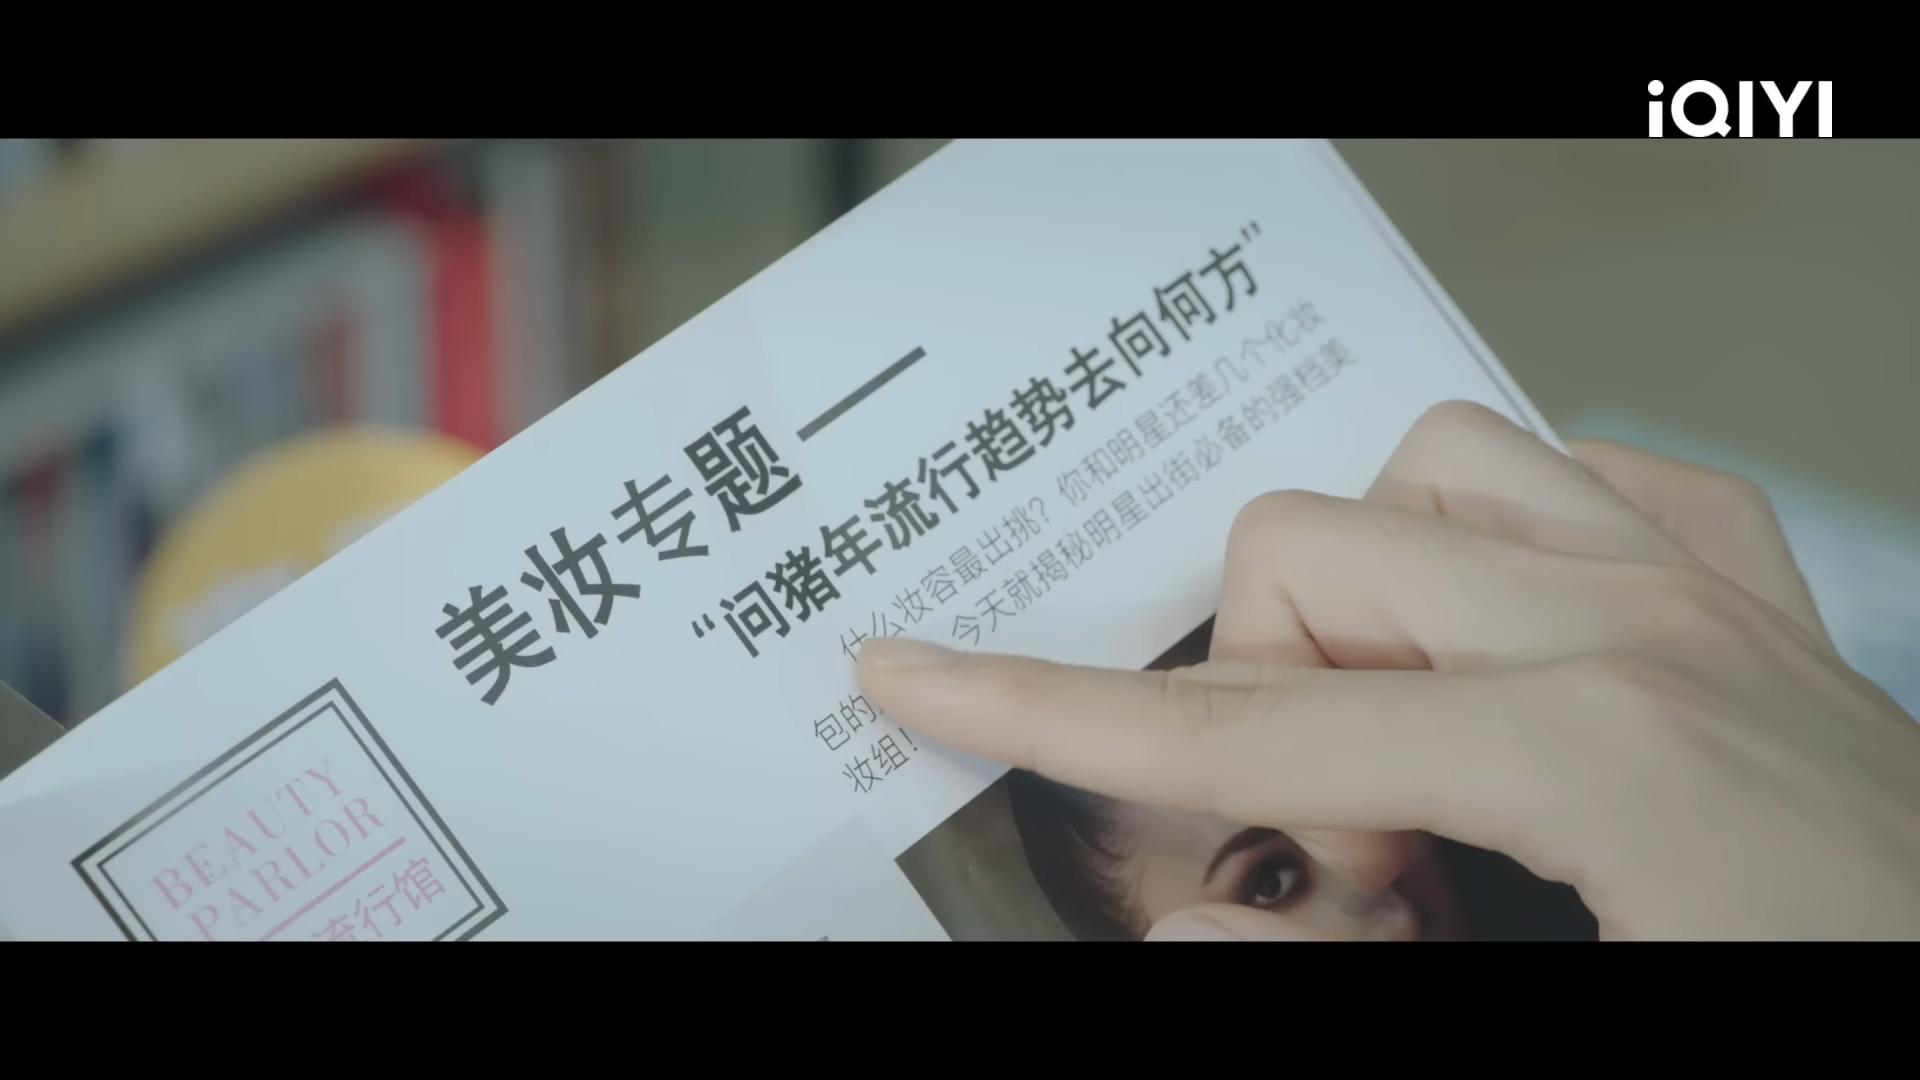 iQIYI
美妆专题—
“问猪年流行趋势去向何方”
什么妆容最出挑？你和明星还差几个化妆
包的
今天就揭秘明星出街必备的强档美
妆组！
BEAUTY
PARLOR
流行馆